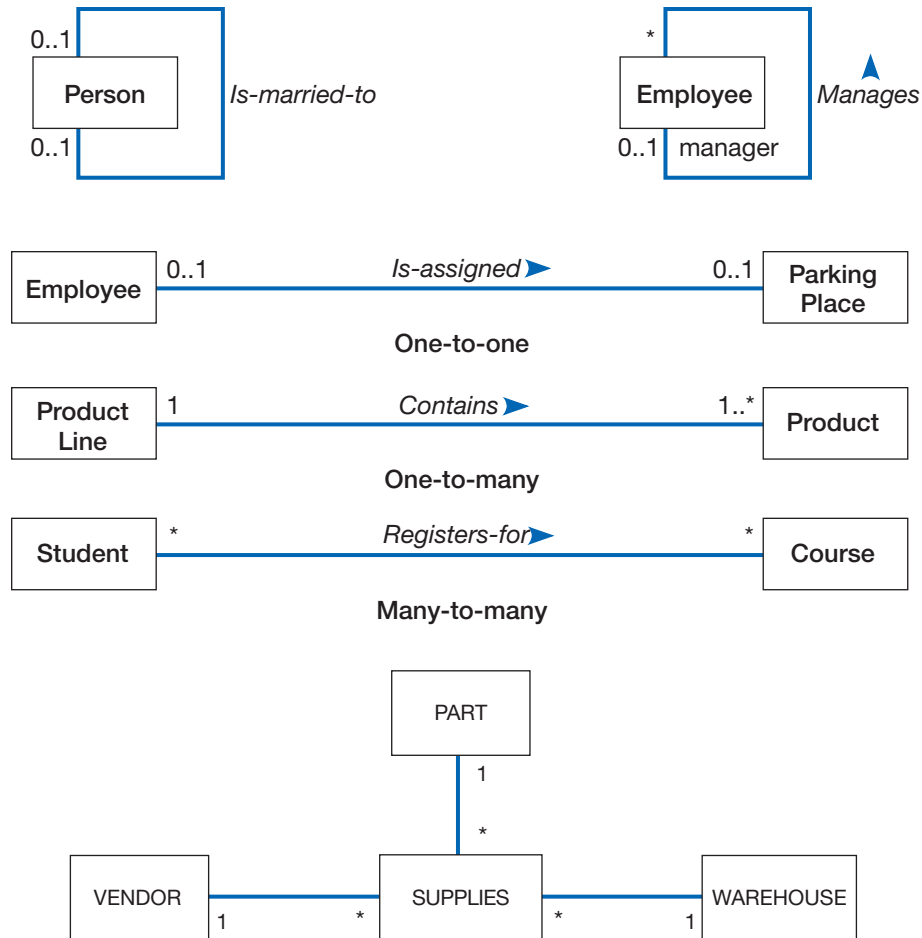 0..1
Person
Is-married-to
0..1
*
Employee
Manages
0..1 manager
Employee
0..1
Is-assigned
0..1
Parking
Place
One-to-one
Product
Line
1
Contains
1..*
Product
One-to-many
Student
*
Registers-for
*
Course
Many-to-many
PART
1
*
VENDOR
1
*
SUPPLIES
*
1
WAREHOUSE